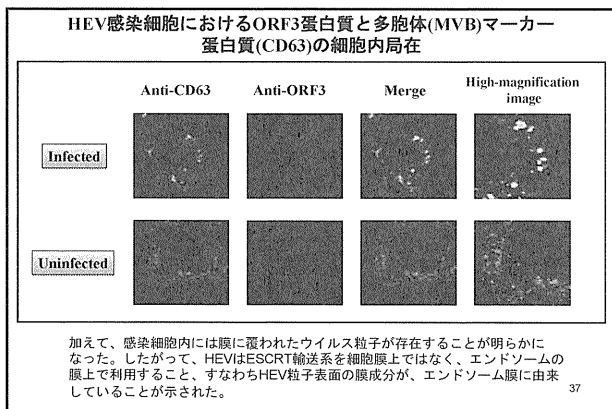 HEV感染細胞におけるORF3蛋白質と多胞体(MVB)マーカー
蛋白質(CD63)の細胞内局在
Anti-CD63
Anti-ORF3
Merge
High-magnification
image
Infected
Uninfected
加えて、感染細胞内には膜に覆われたウイルス粒子が存在することが明らかに
なった。したがって、HEVはESCRT輸送系を細胞膜上ではなく、エンドソームの
膜上で利用すること、すなわちHEV粒子表面の膜成分が、エンドソーム膜に由来
していることが示された。
37